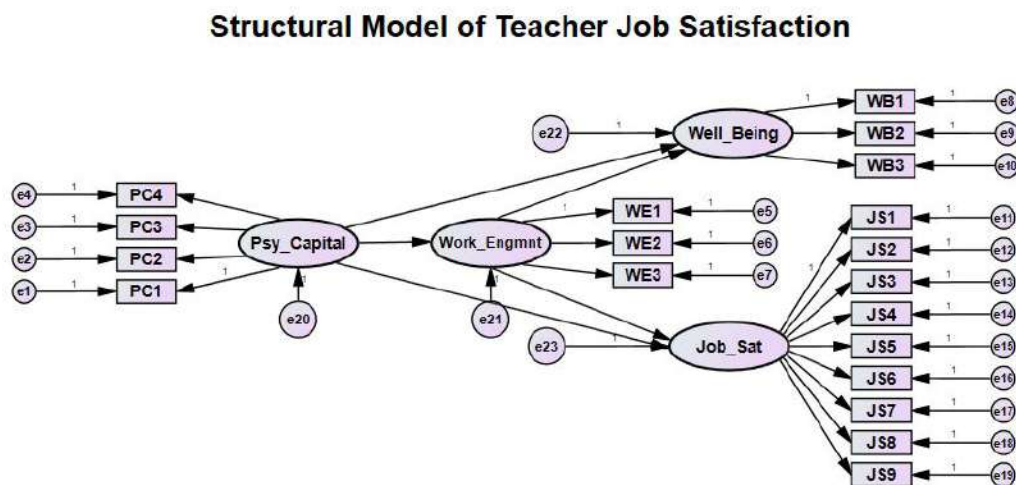 Structural Model of Teacher Job Satisfaction
e22 1 Well_Being 1 WB1 1 e8
WB2 1 e9
WB3 1 e10
e4 1 PC4
e3 1 PC3
e2 1 PC2
e1 1 PC1 1
Psy_Capital
1
e20
Work_Engmnt
1
e21
1 WE1 1 e5
WE2 1 e6
WE3 1 e7
e23 1 Job_Sat
1 JS1 1 e11
JS2 1 e12
JS3 1 e13
JS4 1 e14
JS5 1 e15
JS6 1 e16
JS7 1 e17
JS8 1 e18
JS9 1 e19